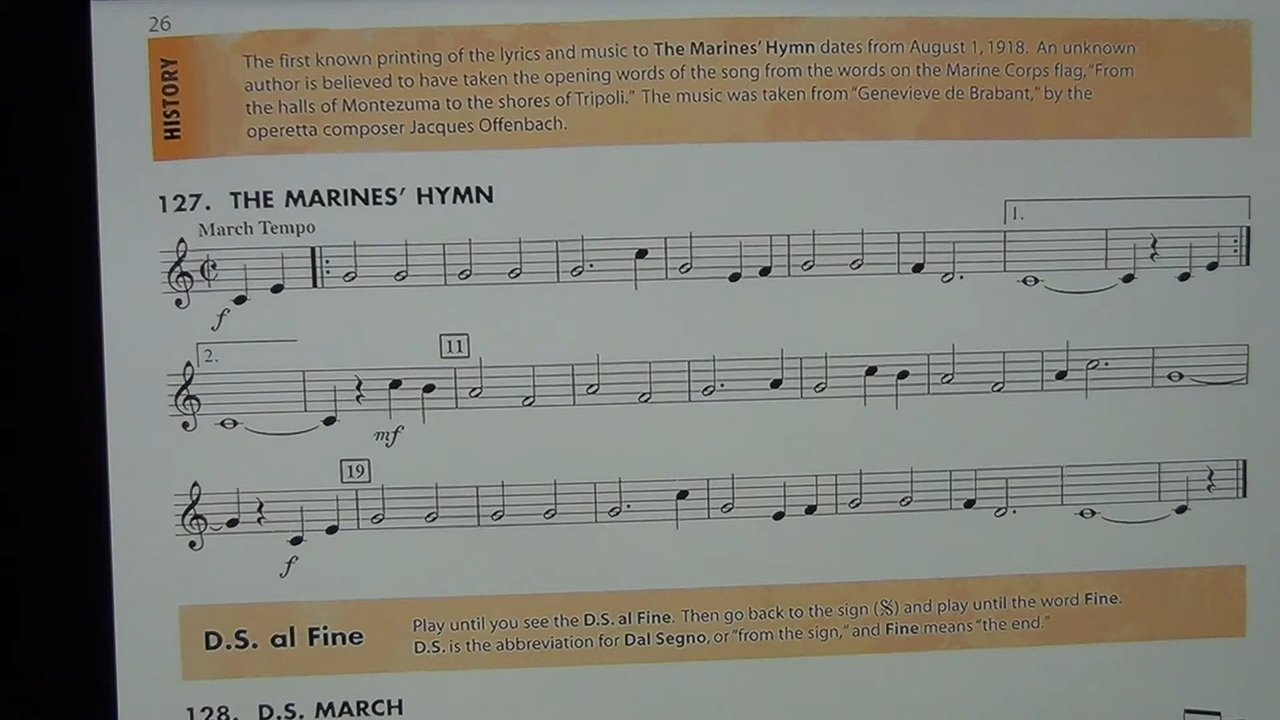 26
HISTORY
The first known printing of the lyrics and music to The Marines' Hymn dates from August 1, 1918. An unknown
author is believed to have taken the opening words of the song from the words on the Marine Corps flag, "From
the halls of Montezuma to the shores of Tripoli." The music was taken from "Genevieve de Brabant," by the
operetta composer Jacques Offenbach.
127. THE MARINES' HYMN
March Tempo
1.
f
2.
11
mf
19
f
D.S. al Fine
Play until you see the D.S. al Fine. Then go back to the sign (𝄋) and play until the word Fine.
D.S. is the abbreviation for Dal Segno, or "from the sign," and Fine means "the end."
128. D.S. MARCH